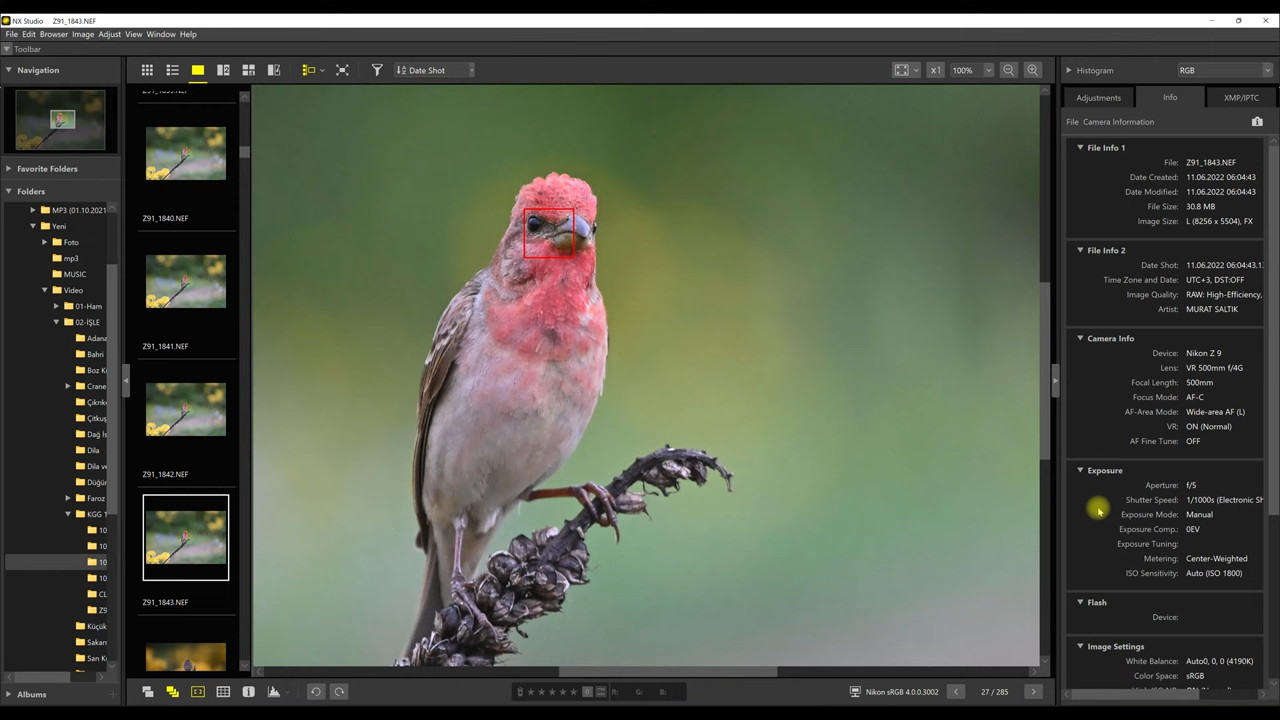 NX Studio Z91_1843.NEF
File Edit Browser Image Adjust View Window Help
Toolbar
Navigation
Date Shot
X1 100%
Histogram RGB
Adjustments Info XMP/IPTC
File Camera Information
Favorite Folders
Folders
MP3 (01.10.2021
Yeni
Foto
mp3
MUSIC
Video
01-Ham
02-İŞLE
Adana
Bahri
Boz K
Crane
Çıkrık
Çitkuş
Dağ İs
Dila
Dila ve
Düğün
Faroz
KGG 1
10
10
10
10
CL
Z9
Küçük
Sakar
Sarı K
Albums
Z91_1840.NEF
Z91_1841.NEF
Z91_1842.NEF
Z91_1843.NEF
File Info 1
File: Z91_1843.NEF
Date Created: 11.06.2022 06:04:43
Date Modified: 11.06.2022 06:04:43
File Size: 30.8 MB
Image Size: L (8256 x 5504), FX
File Info 2
Date Shot: 11.06.2022 06:04:43.1
Time Zone and Date: UTC+3, DST:OFF
Image Quality: RAW: High-Efficiency,
Artist: MURAT SALTIK
Camera Info
Device: Nikon Z 9
Lens: VR 500mm f/4G
Focal Length: 500mm
Focus Mode: AF-C
AF-Area Mode: Wide-area AF (L)
VR: ON (Normal)
AF Fine Tune: OFF
Exposure
Aperture: f/5
Shutter Speed: 1/1000s (Electronic Sh
Exposure Mode: Manual
Exposure Comp.: 0EV
Exposure Tuning:
Metering: Center-Weighted
ISO Sensitivity: Auto (ISO 1800)
Flash
Device:
Image Settings
White Balance: Auto0, 0, 0 (4190K)
Color Space: sRGB
R: G: B:
Nikon sRGB 4.0.0.3002 27 / 285